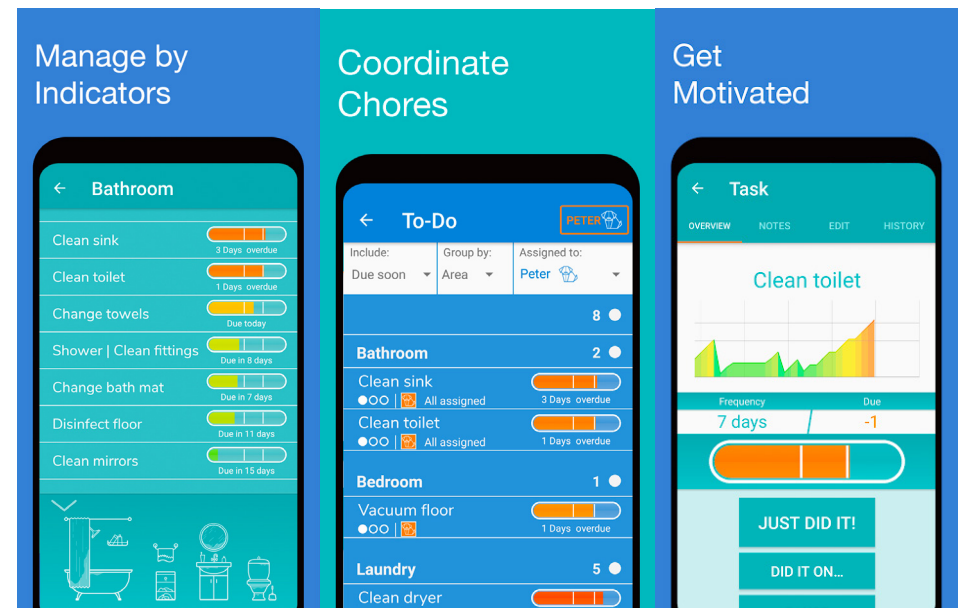 Manage by
Indicators
Bathroom
Clean sink
3 Days overdue
Clean toilet
1 Days overdue
Change towels
Due today
Shower | Clean fittings
Due in 8 days
Change bath mat
Due in 7 days
Disinfect floor
Due in 11 days
Clean mirrors
Due in 15 days
Coordinate
Chores
To-Do
PETER
Include:
Group by:
Assigned to:
Due soon
Area
Peter
8
Bathroom
2
Clean sink
All assigned
3 Days overdue
Clean toilet
All assigned
1 Days overdue
Bedroom
1
Vacuum floor
1 Days overdue
Laundry
5
Clean dryer
Get
Motivated
Task
OVERVIEW
NOTES
EDIT
HISTORY
Clean toilet
Frequency
Due
7 days
-1
JUST DID IT!
DID IT ON...